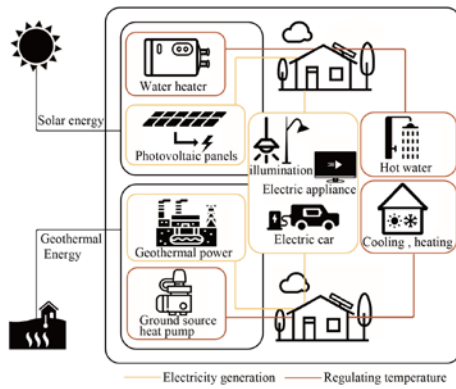 Water heater
Solar energy
Photovoltaic panels
illumination
Electric appliance
Hot water
Geothermal
Energy
Geothermal power
Electric car
Cooling , heating
Ground source
heat pump
Electricity generation
Regulating temperature